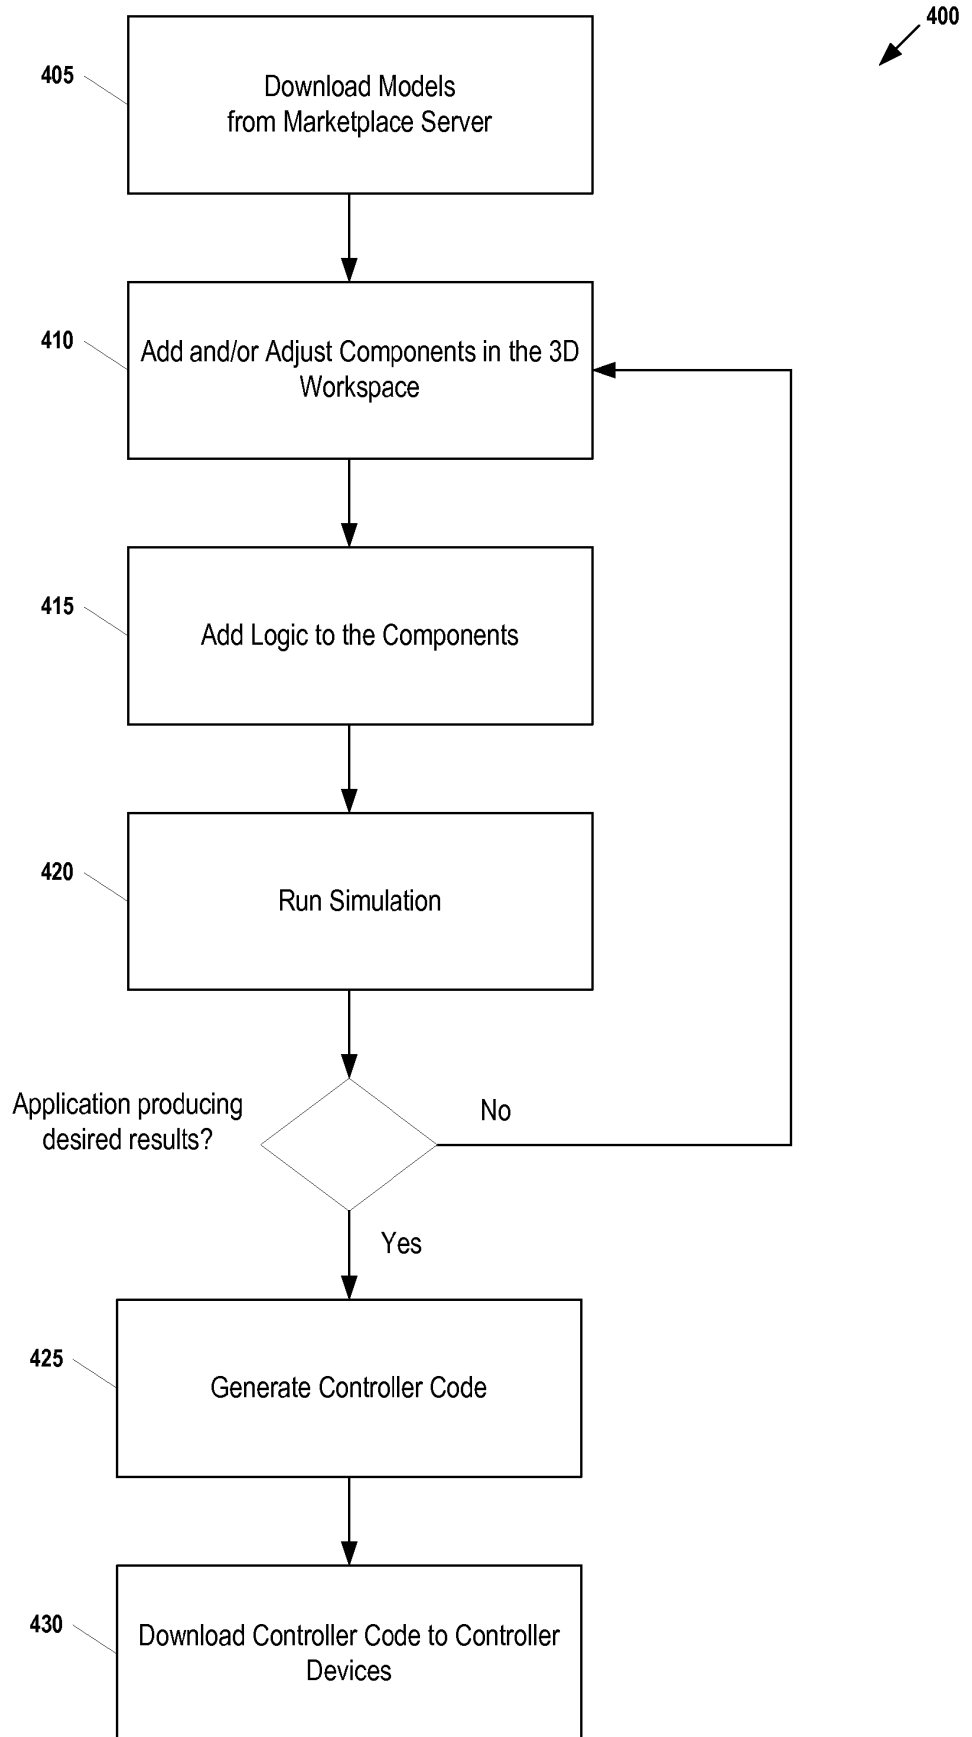 400
405
Download Models
from Marketplace Server
410
Add and/or Adjust Components in the 3D
Workspace
415
Add Logic to the Components
420
Run Simulation
Application producing
desired results?
No
Yes
425
Generate Controller Code
430
Download Controller Code to Controller
Devices